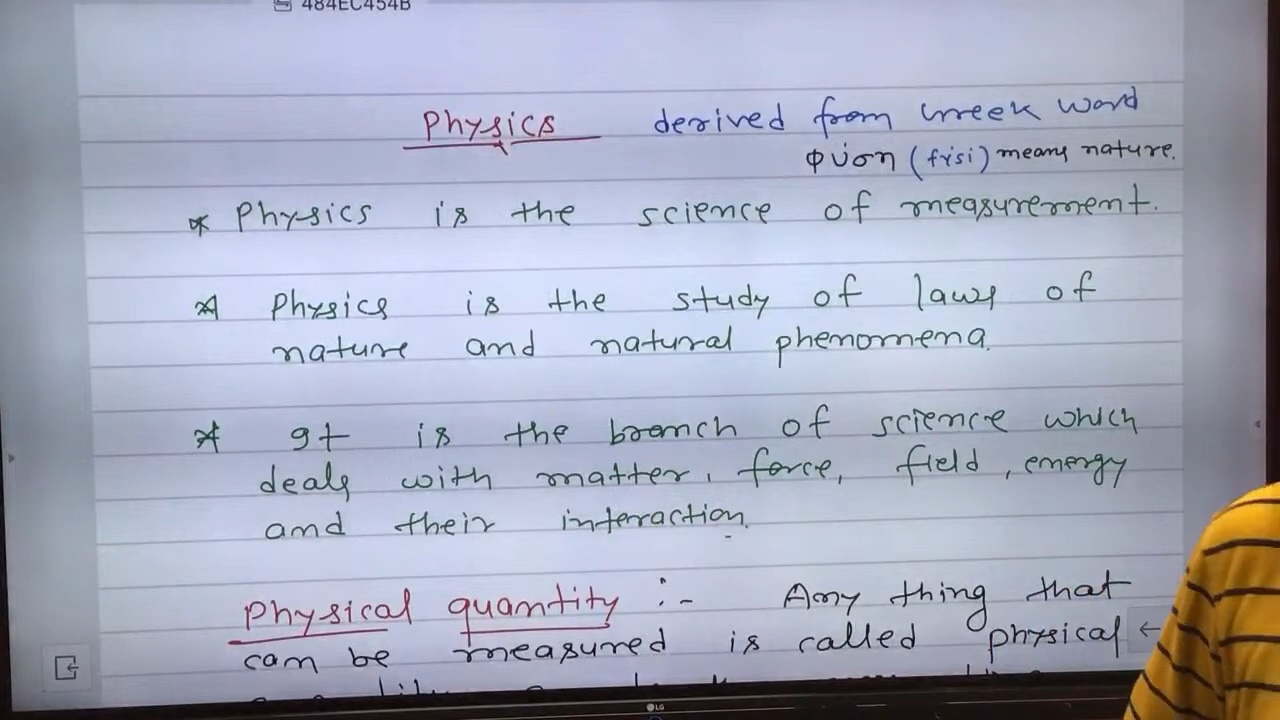 484EC454B
Physics derived from Greek word
φύση (fisi) means nature.
* Physics is the science of measurement.
* Physics is the study of laws of
nature and natural phenomena.
* It is the branch of science which
deals with matter, force, field, energy
and their interaction.
Physical quantity :- Any thing that
can be measured is called physical
LG